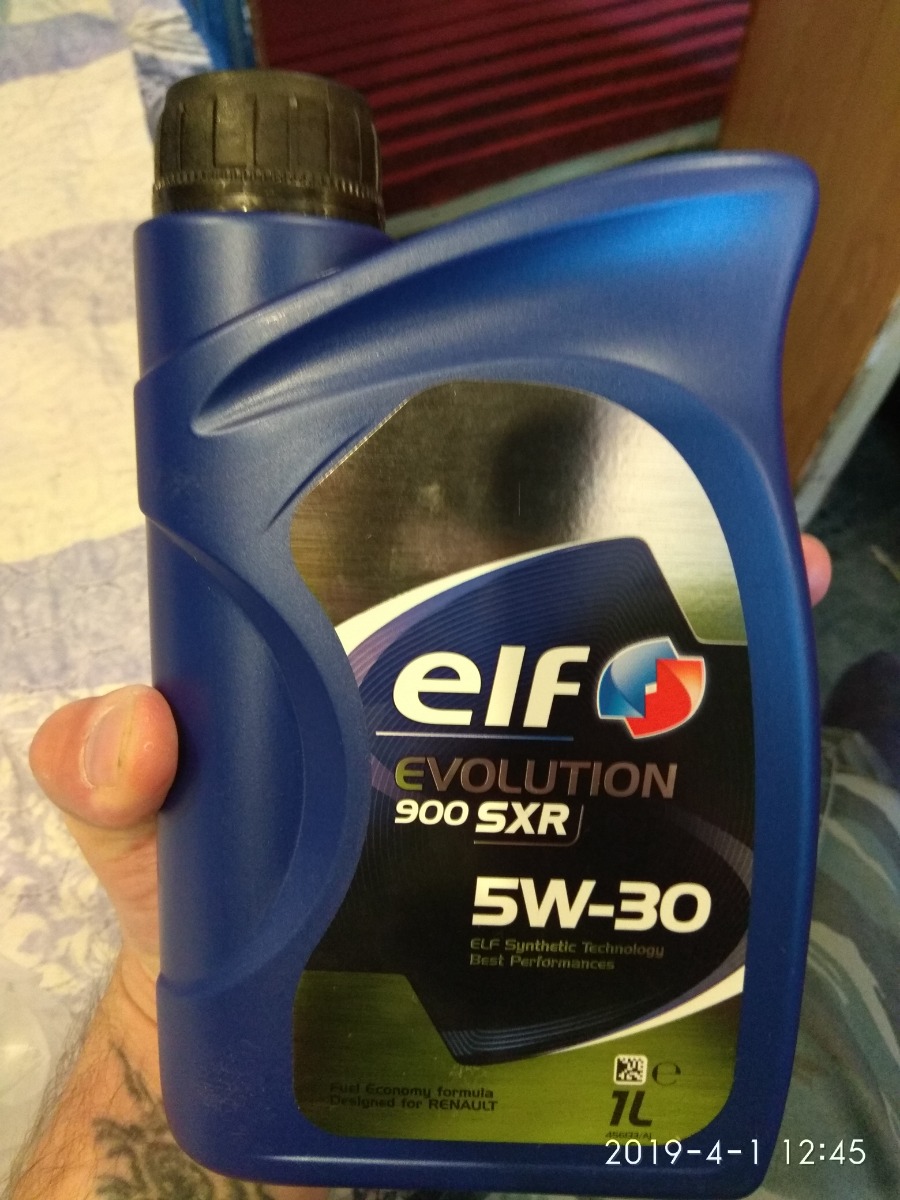 elf
EVOLUTION
900 SXR
5W-30
ELF Synthetic Technology
Best Performances
Fuel Economy formula
Designed for RENAULT
e
1L
2019-4-1 12:45